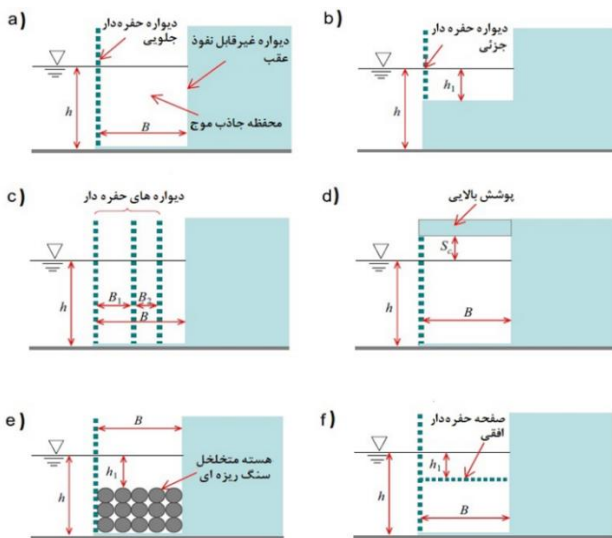 a)
دیواره حفره‌دار
جلویی
دیواره غیرقابل نفوذ
عقب
محفظه جاذب موج
h
B
b)
دیواره حفره دار
جزئی
h₁
h
c)
دیواره های حفره دار
h
B₁
B₂
B
d)
پوشش بالایی
S꜀
h
B
e)
B
هسته متخلخل
سنگ ریزه ای
h₁
h
f)
صفحه حفره‌دار
افقی
h₁
h
B